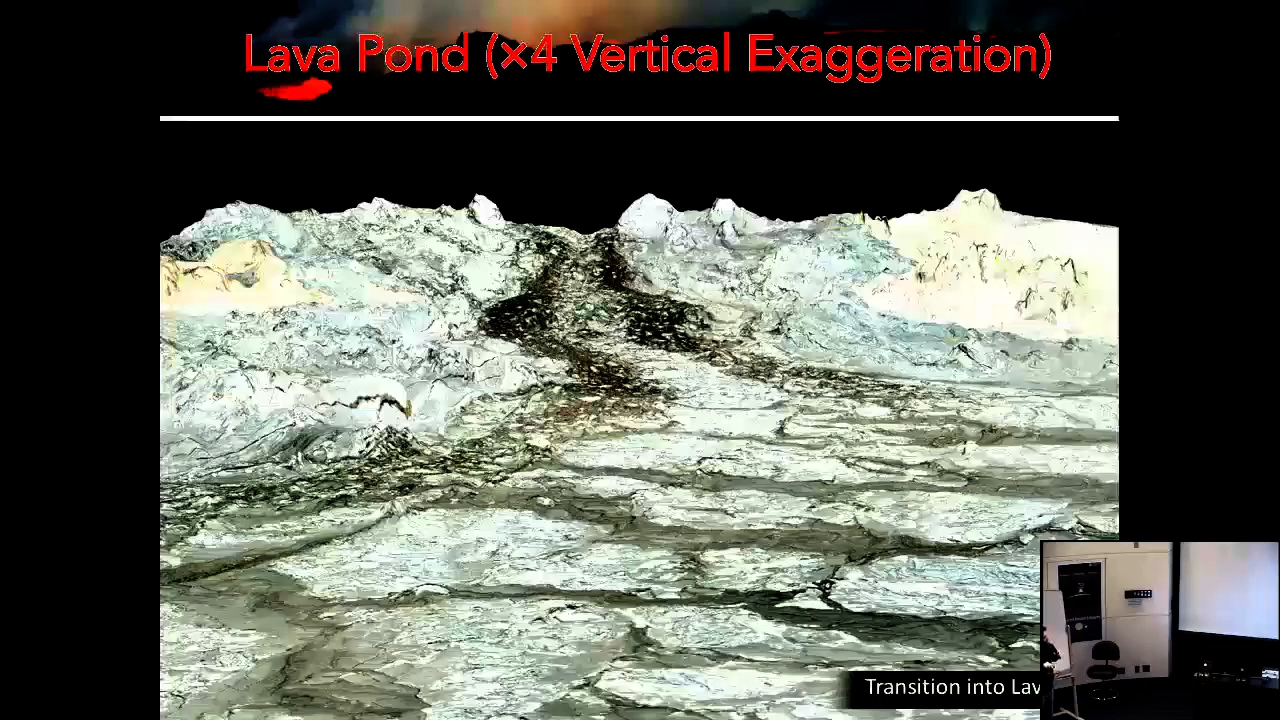 Lava Pond (×4 Vertical Exaggeration)
Transition into Lav